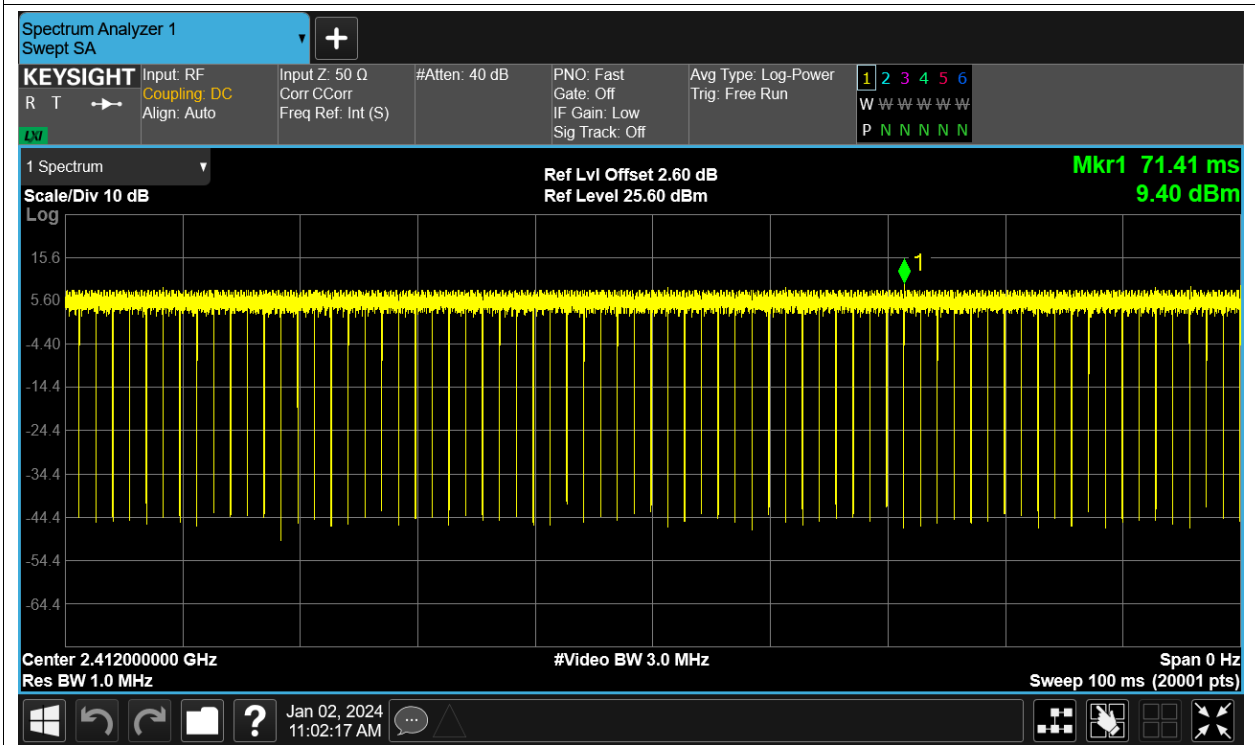 Spectrum Analyzer 1
Swept SA
+
KEYSIGHT
R T
LXI
Input: RF
Coupling: DC
Align: Auto
Input Z: 50 Ω
Corr CCorr
Freq Ref: Int (S)
#Atten: 40 dB
PNO: Fast
Gate: Off
IF Gain: Low
Sig Track: Off
Avg Type: Log-Power
Trig: Free Run
1 2 3 4 5 6
W W W W W W
P N N N N N
1 Spectrum
Scale/Div 10 dB
Ref Lvl Offset 2.60 dB
Ref Level 25.60 dBm
Mkr1 71.41 ms
9.40 dBm
Log
15.6
5.60
-4.40
-14.4
-24.4
-34.4
-44.4
-54.4
-64.4
1
Center 2.412000000 GHz
Res BW 1.0 MHz
#Video BW 3.0 MHz
Span 0 Hz
Sweep 100 ms (20001 pts)
?
Jan 02, 2024
11:02:17 AM